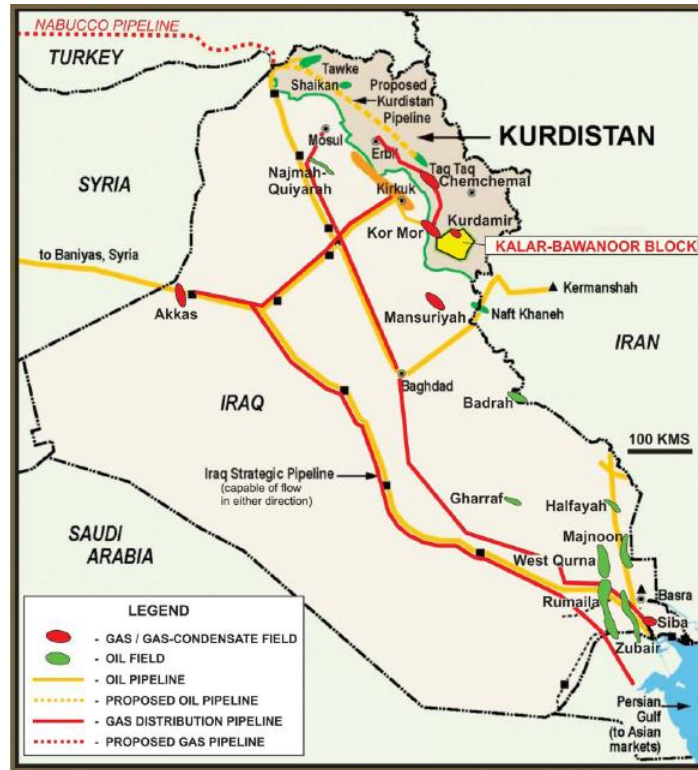 NABUCCO PIPELINE
TURKEY
Tawke
Shaikan
Proposed
Kurdistan
Pipeline
KURDISTAN
Mosul
Erbil
Najmah-
Quiyarah
Taq Taq
Chemchemal
SYRIA
Kirkuk
Kurdamir
Kor Mor
KALAR-BAWANOOR BLOCK
to Baniyas, Syria
Kermanshah
Akkas
Mansuriyah
Naft Khaneh
IRAN
Baghdad
IRAQ
Badrah
100 KMS
Iraq Strategic Pipeline
(capable of flow
in either direction)
Gharraf
Halfayah
SAUDI
ARABIA
Majnoon
West Qurna
Basra
Rumaila
Siba
Zubair
Persian
Gulf
(to Asian
markets)
LEGEND
- GAS / GAS-CONDENSATE FIELD
- OIL FIELD
- OIL PIPELINE
- PROPOSED OIL PIPELINE
- GAS DISTRIBUTION PIPELINE
- PROPOSED GAS PIPELINE